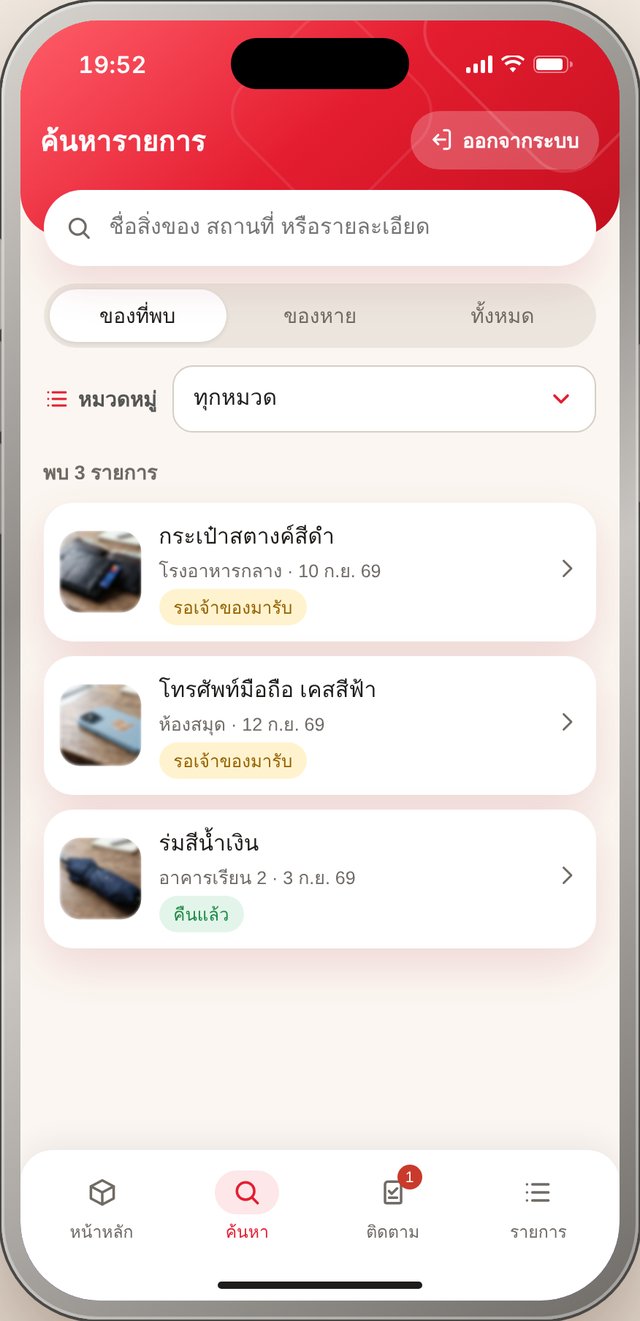 19:52
ค้นหารายการ
ออกจากระบบ
ชื่อสิ่งของ สถานที่ หรือรายละเอียด
ของที่พบ
ของหาย
ทั้งหมด
หมวดหมู่
ทุกหมวด
พบ 3 รายการ
กระเป๋าสตางค์สีดำ
โรงอาหารกลาง · 10 ก.ย. 69
รอเจ้าของมารับ
โทรศัพท์มือถือ เคสสีฟ้า
ห้องสมุด · 12 ก.ย. 69
รอเจ้าของมารับ
ร่มสีน้ำเงิน
อาคารเรียน 2 · 3 ก.ย. 69
คืนแล้ว
1
หน้าหลัก
ค้นหา
ติดตาม
รายการ